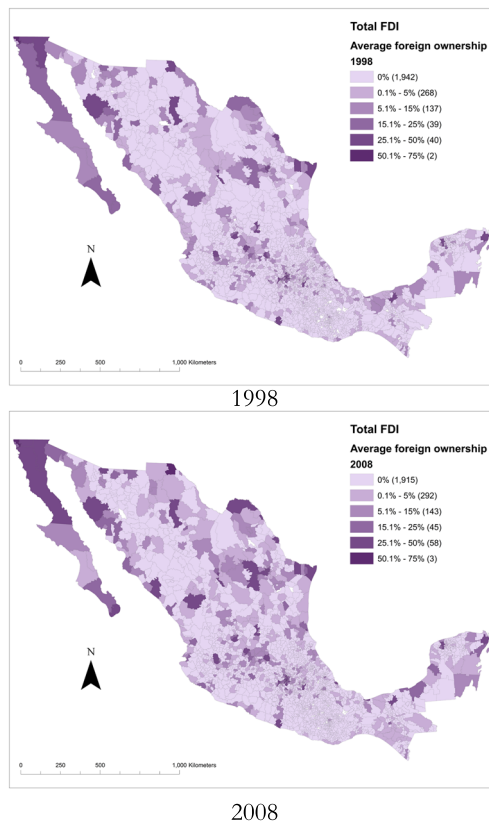 Total FDI
Average foreign ownership
1998
0% (1,942)
0.1% - 5% (268)
5.1% - 15% (137)
15.1% - 25% (39)
25.1% - 50% (40)
50.1% - 75% (2)
N
0 250 500 1,000 Kilometers
1998
Total FDI
Average foreign ownership
2008
0% (1,915)
0.1% - 5% (292)
5.1% - 15% (143)
15.1% - 25% (45)
25.1% - 50% (58)
50.1% - 75% (3)
N
0 250 500 1,000 Kilometers
2008